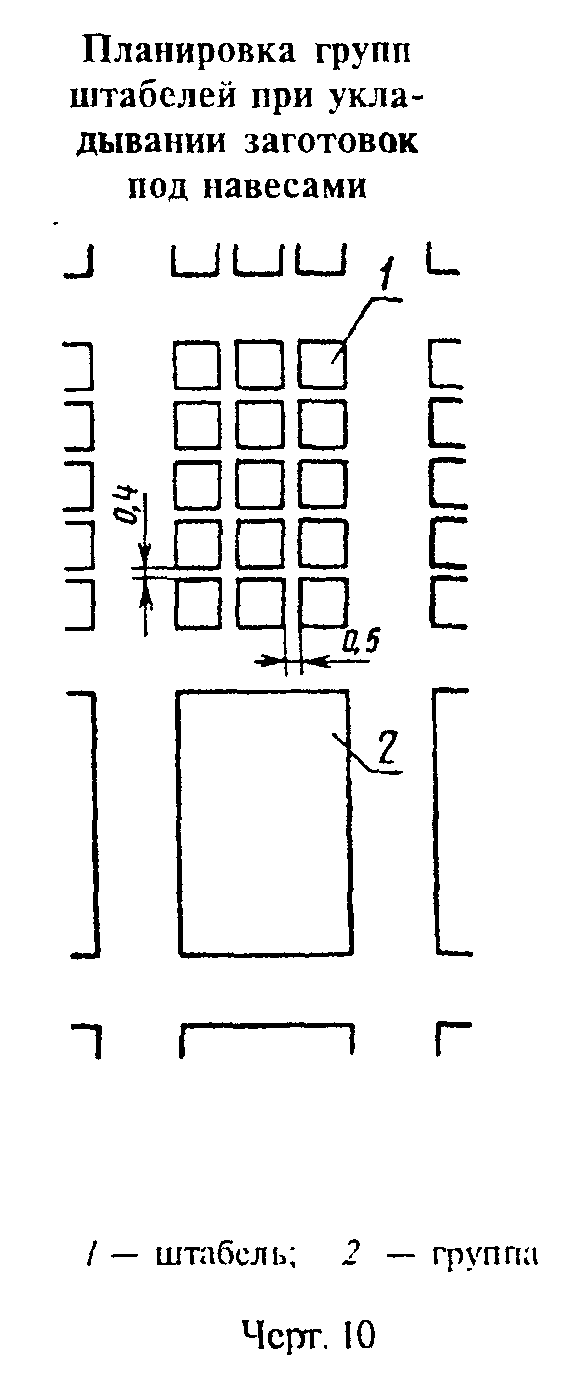 Планировка групп
штабелей при укла-
дывании заготовок
под навесами
1
0,4
0,5
2
1 — штабель; 2 — группа
Черт. 10